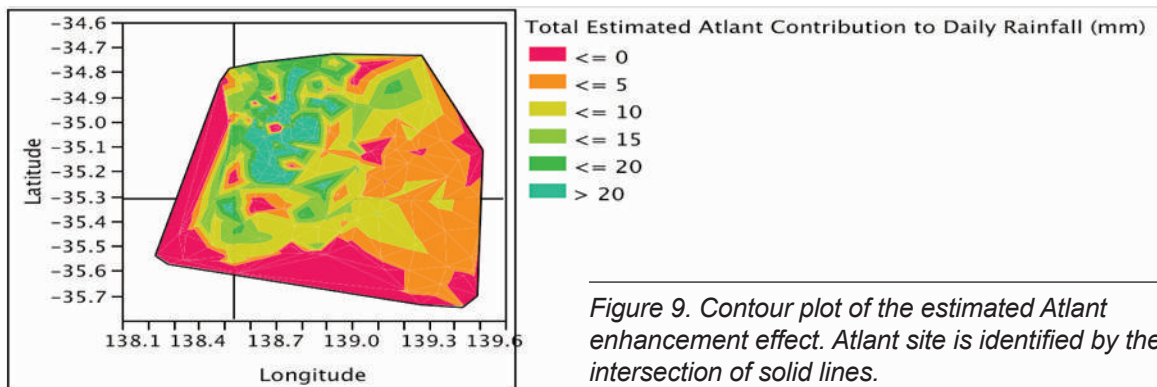 Total Estimated Atlant Contribution to Daily Rainfall (mm)
<= 0
<= 5
<= 10
<= 15
<= 20
> 20
Latitude
−34.6
−34.7
−34.8
−34.9
−35.0
−35.1
−35.2
−35.3
−35.4
−35.5
−35.6
−35.7
138.1 138.4 138.7 139.0 139.3 139.6
Longitude
Figure 9. Contour plot of the estimated Atlant
enhancement effect. Atlant site is identified by the
intersection of solid lines.